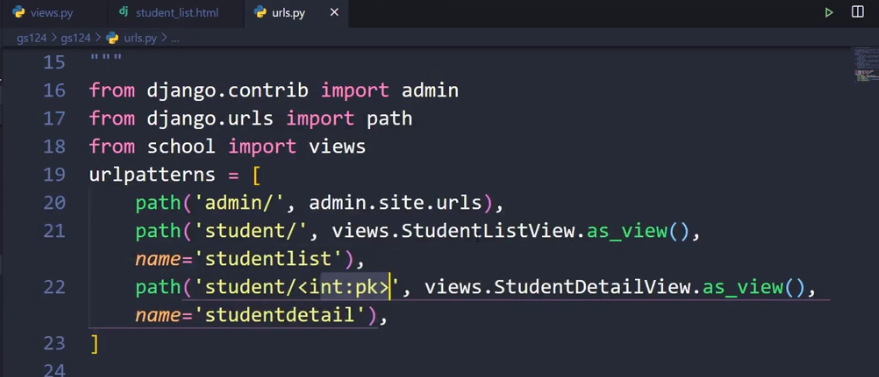 views.py student_list.html urls.py
gs124 > gs124 > urls.py > ...
15 """
16 from django.contrib import admin
17 from django.urls import path
18 from school import views
19 urlpatterns = [
20 path('admin/', admin.site.urls),
21 path('student/', views.StudentListView.as_view(),
name='studentlist'),
22 path('student/<int:pk>', views.StudentDetailView.as_view(),
name='studentdetail'),
23 ]
24